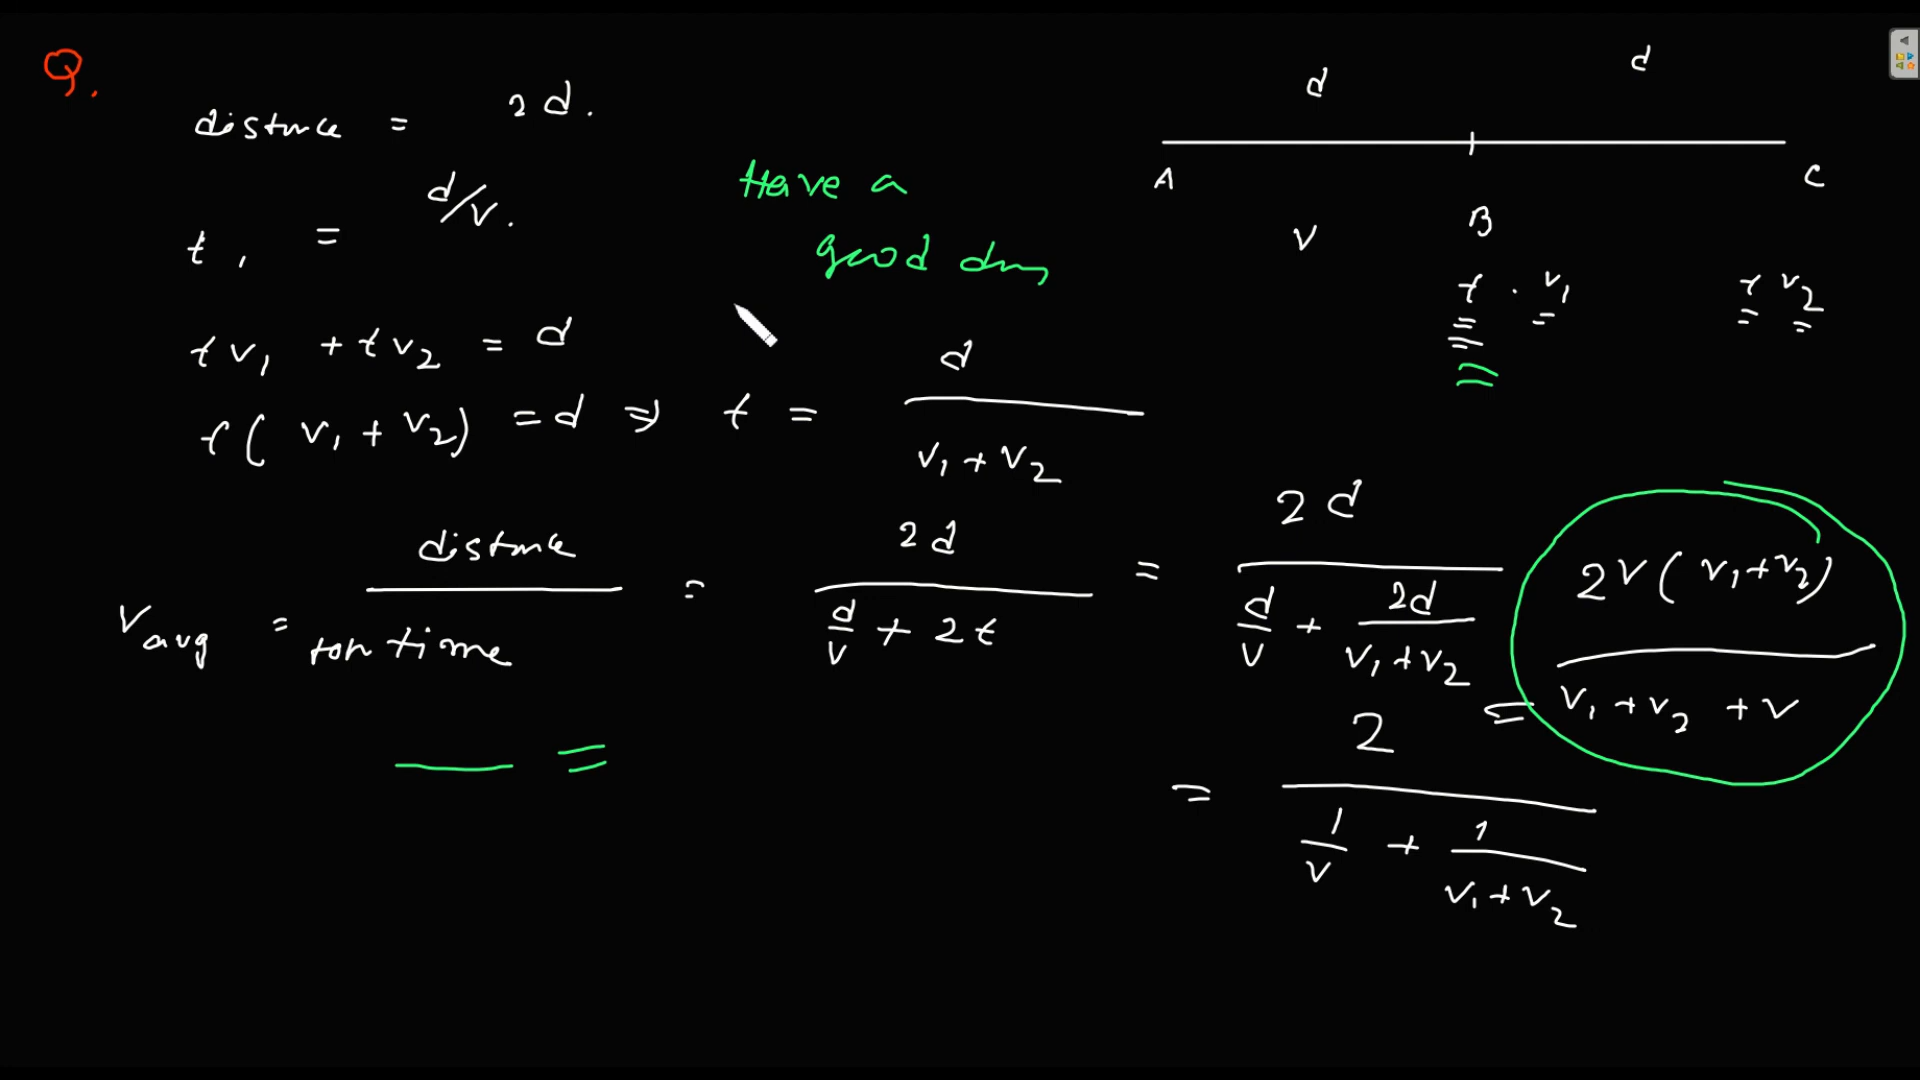 Q.
distance = 2d.
t1 = d/v.
Have a
good day
d d
A B C
v
t . v1 t v2
tv1 + tv2 = d
t( v1 + v2) = d ⇒ t = d / v1 + v2
Vavg = distance / time = 2d / d/v + 2t = 2d / d/v + 2d/v1+v2
= 2 / 1/v + 1/v1+v2
= 2v( v1+v2) / v1 + v2 + v